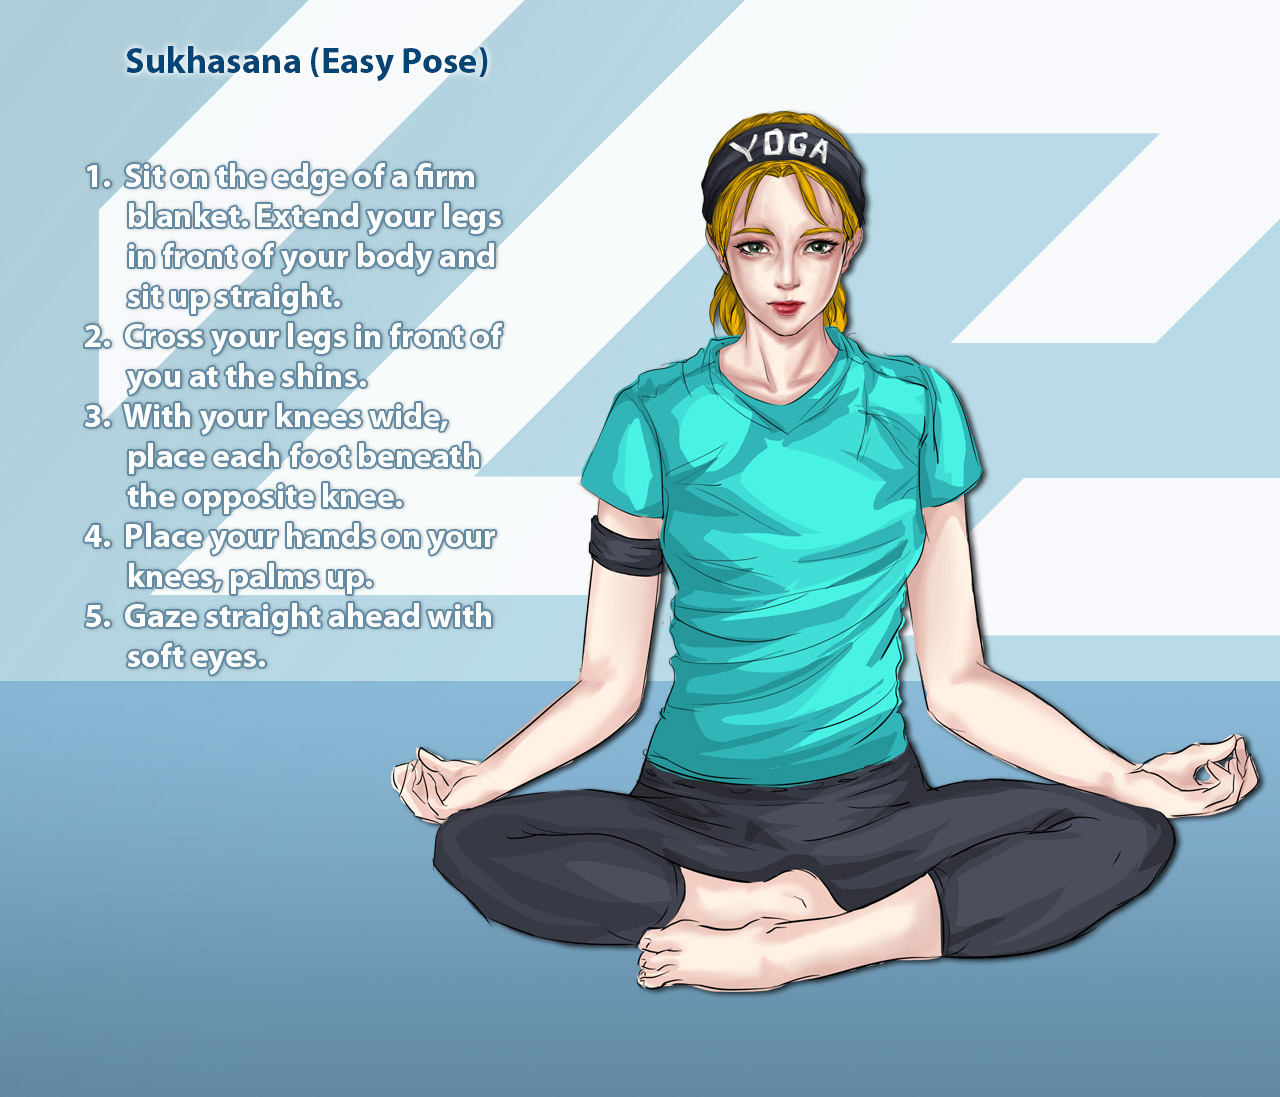 Sukhasana (Easy Pose)
YOGA
1. Sit on the edge of a firm
blanket. Extend your legs
in front of your body and
sit up straight.
2. Cross your legs in front of
you at the shins.
3. With your knees wide,
place each foot beneath
the opposite knee.
4. Place your hands on your
knees, palms up.
5. Gaze straight ahead with
soft eyes.